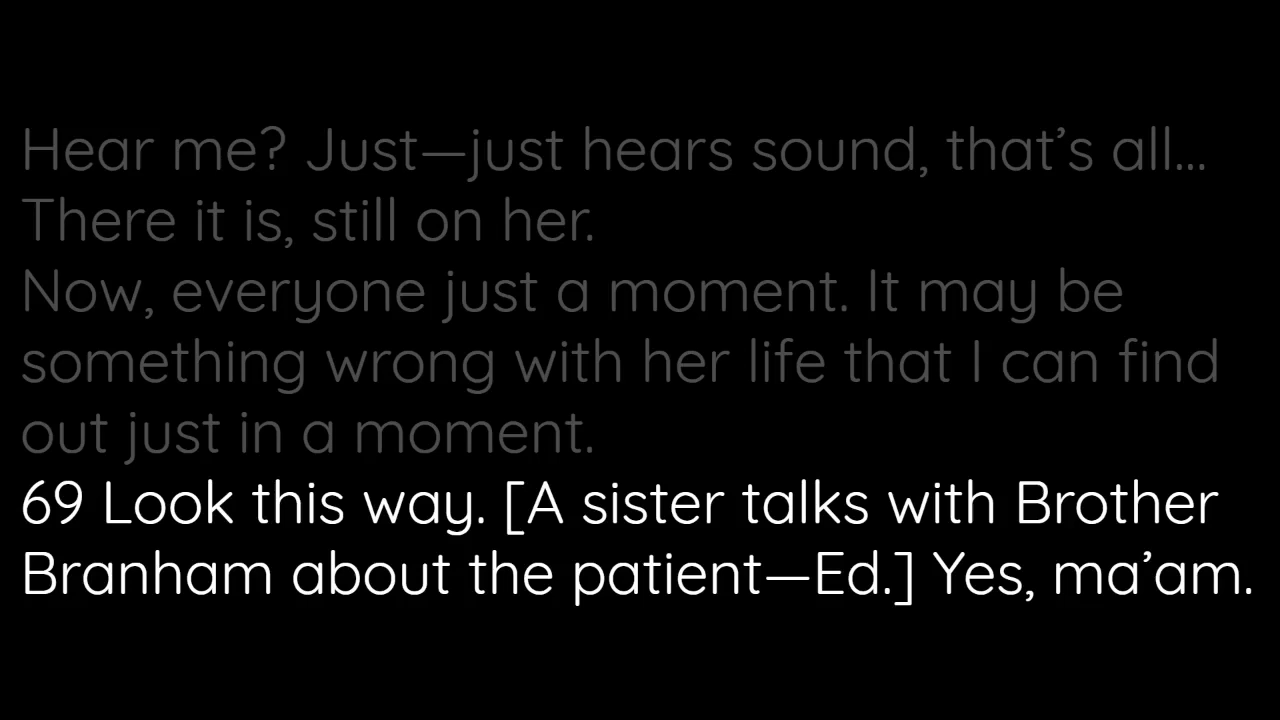 Hear me? Just—just hears sound, that’s all...
There it is, still on her.
Now, everyone just a moment. It may be
something wrong with her life that I can find
out just in a moment.
69 Look this way. [A sister talks with Brother
Branham about the patient—Ed.] Yes, ma’am.